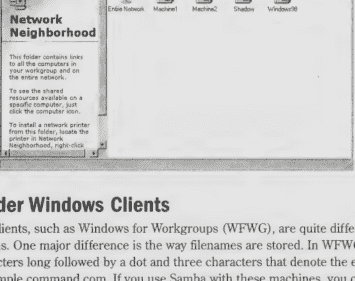 Entire Network Machine1 Machine2 Shadow Windows98
Network
Neighborhood
This folder contains links
to all the computers in
your workgroup and on
the entire network.
To see the shared
resources available on a
specific computer, just
click the computer icon.
To install a network printer
from this folder, locate the
printer in Network
Neighborhood, right-click
der Windows Clients
lients, such as Windows for Workgroups (WFWG), are quite diffe
s. One major difference is the way filenames are stored. In WFW
cters long followed by a dot and three characters that denote the e
mple command.com. If you use Samba with these machines, you c